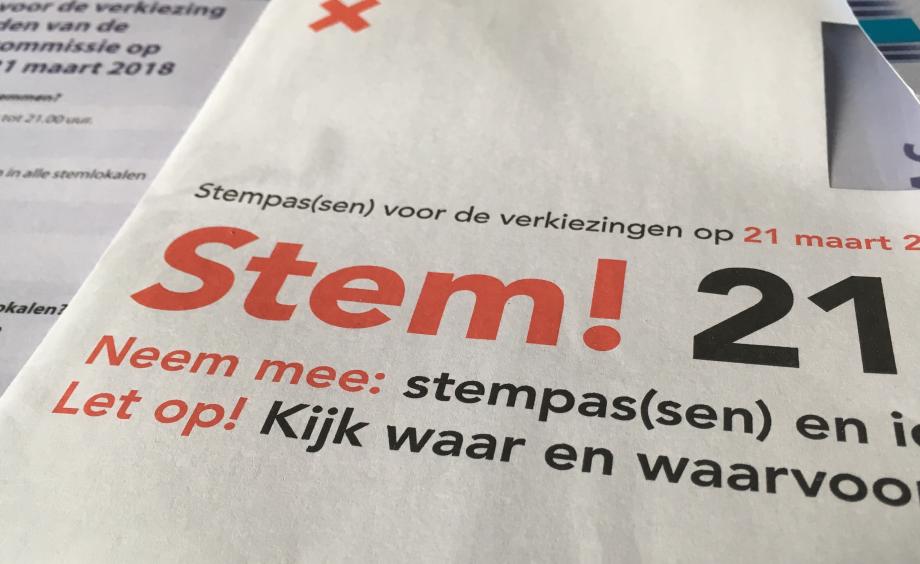 voor de verkiezing
den van de
ommissie op
21 maart 2018
emmen?
tot 21.00 uur.
in alle stemlokalen
okalen?
Stempas(sen) voor de verkiezingen op 21 maart 2
Stem! 21
Neem mee: stempas(sen) en i
Let op! Kijk waar en waarvoo